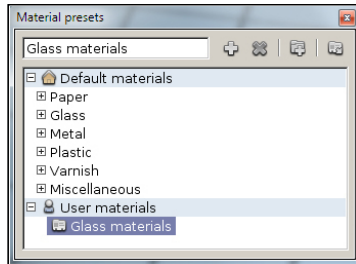 Material presets
Glass materials
Default materials
Paper
Glass
Metal
Plastic
Varnish
Miscellaneous
User materials
Glass materials